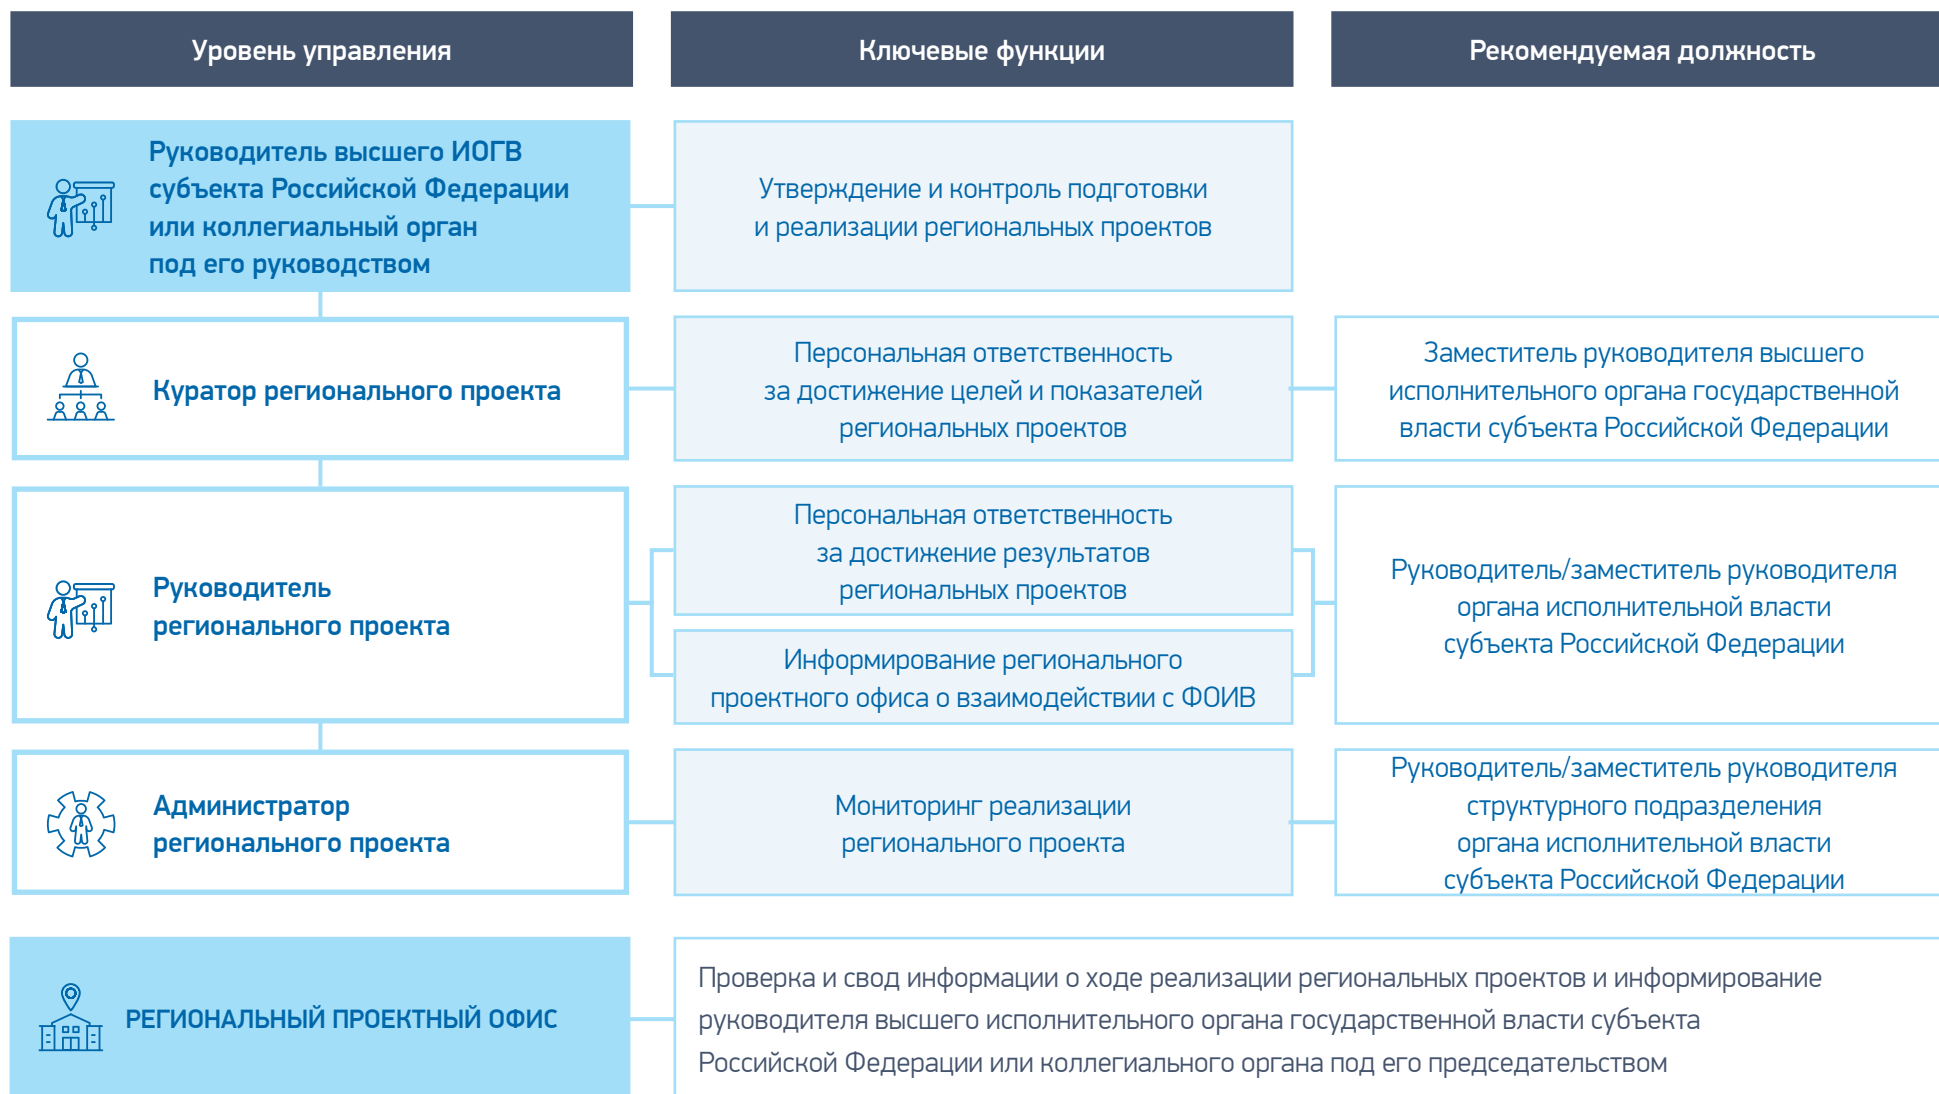 Уровень управления
Ключевые функции
Рекомендуемая должность
Руководитель высшего ИОГВ
субъекта Российской Федерации
или коллегиальный орган
под его руководством
Утверждение и контроль подготовки
и реализации региональных проектов
Куратор регионального проекта
Персональная ответственность
за достижение целей и показателей
региональных проектов
Заместитель руководителя высшего
исполнительного органа государственной
власти субъекта Российской Федерации
Руководитель
регионального проекта
Персональная ответственность
за достижение результатов
региональных проектов
Информирование регионального
проектного офиса о взаимодействии с ФОИВ
Руководитель/заместитель руководителя
органа исполнительной власти
субъекта Российской Федерации
Администратор
регионального проекта
Мониторинг реализации
регионального проекта
Руководитель/заместитель руководителя
структурного подразделения
органа исполнительной власти
субъекта Российской Федерации
РЕГИОНАЛЬНЫЙ ПРОЕКТНЫЙ ОФИС
Проверка и свод информации о ходе реализации региональных проектов и информирование
руководителя высшего исполнительного органа государственной власти субъекта
Российской Федерации или коллегиального органа под его председательством